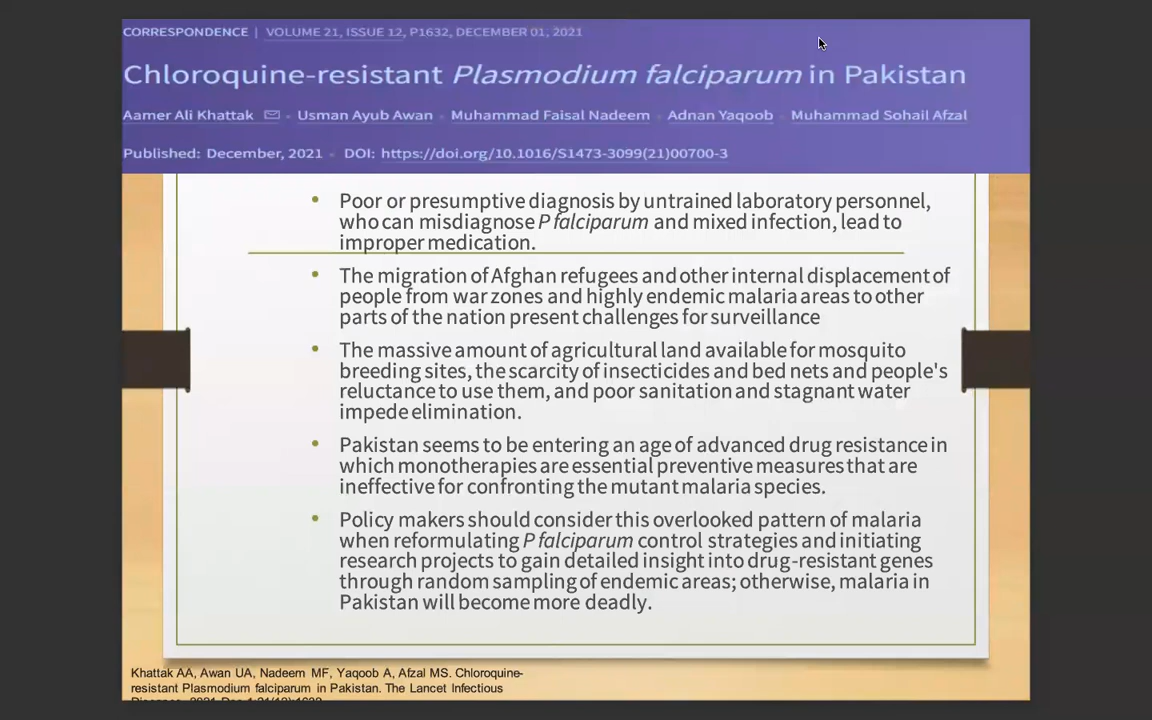 CORRESPONDENCE | VOLUME 21, ISSUE 12, P1632, DECEMBER 01, 2021
Chloroquine-resistant Plasmodium falciparum in Pakistan
Aamer Ali Khattak • Usman Ayub Awan • Muhammad Faisal Nadeem • Adnan Yaqoob • Muhammad Sohail Afzal
Published: December, 2021 • DOI: https://doi.org/10.1016/S1473-3099(21)00700-3
• Poor or presumptive diagnosis by untrained laboratory personnel,
who can misdiagnose P falciparum and mixed infection, lead to
improper medication.
• The migration of Afghan refugees and other internal displacement of
people from war zones and highly endemic malaria areas to other
parts of the nation present challenges for surveillance
• The massive amount of agricultural land available for mosquito
breeding sites, the scarcity of insecticides and bed nets and people's
reluctance to use them, and poor sanitation and stagnant water
impede elimination.
• Pakistan seems to be entering an age of advanced drug resistance in
which monotherapies are essential preventive measures that are
ineffective for confronting the mutant malaria species.
• Policy makers should consider this overlooked pattern of malaria
when reformulating P falciparum control strategies and initiating
research projects to gain detailed insight into drug-resistant genes
through random sampling of endemic areas; otherwise, malaria in
Pakistan will become more deadly.
Khattak AA, Awan UA, Nadeem MF, Yaqoob A, Afzal MS. Chloroquine-
resistant Plasmodium falciparum in Pakistan. The Lancet Infectious